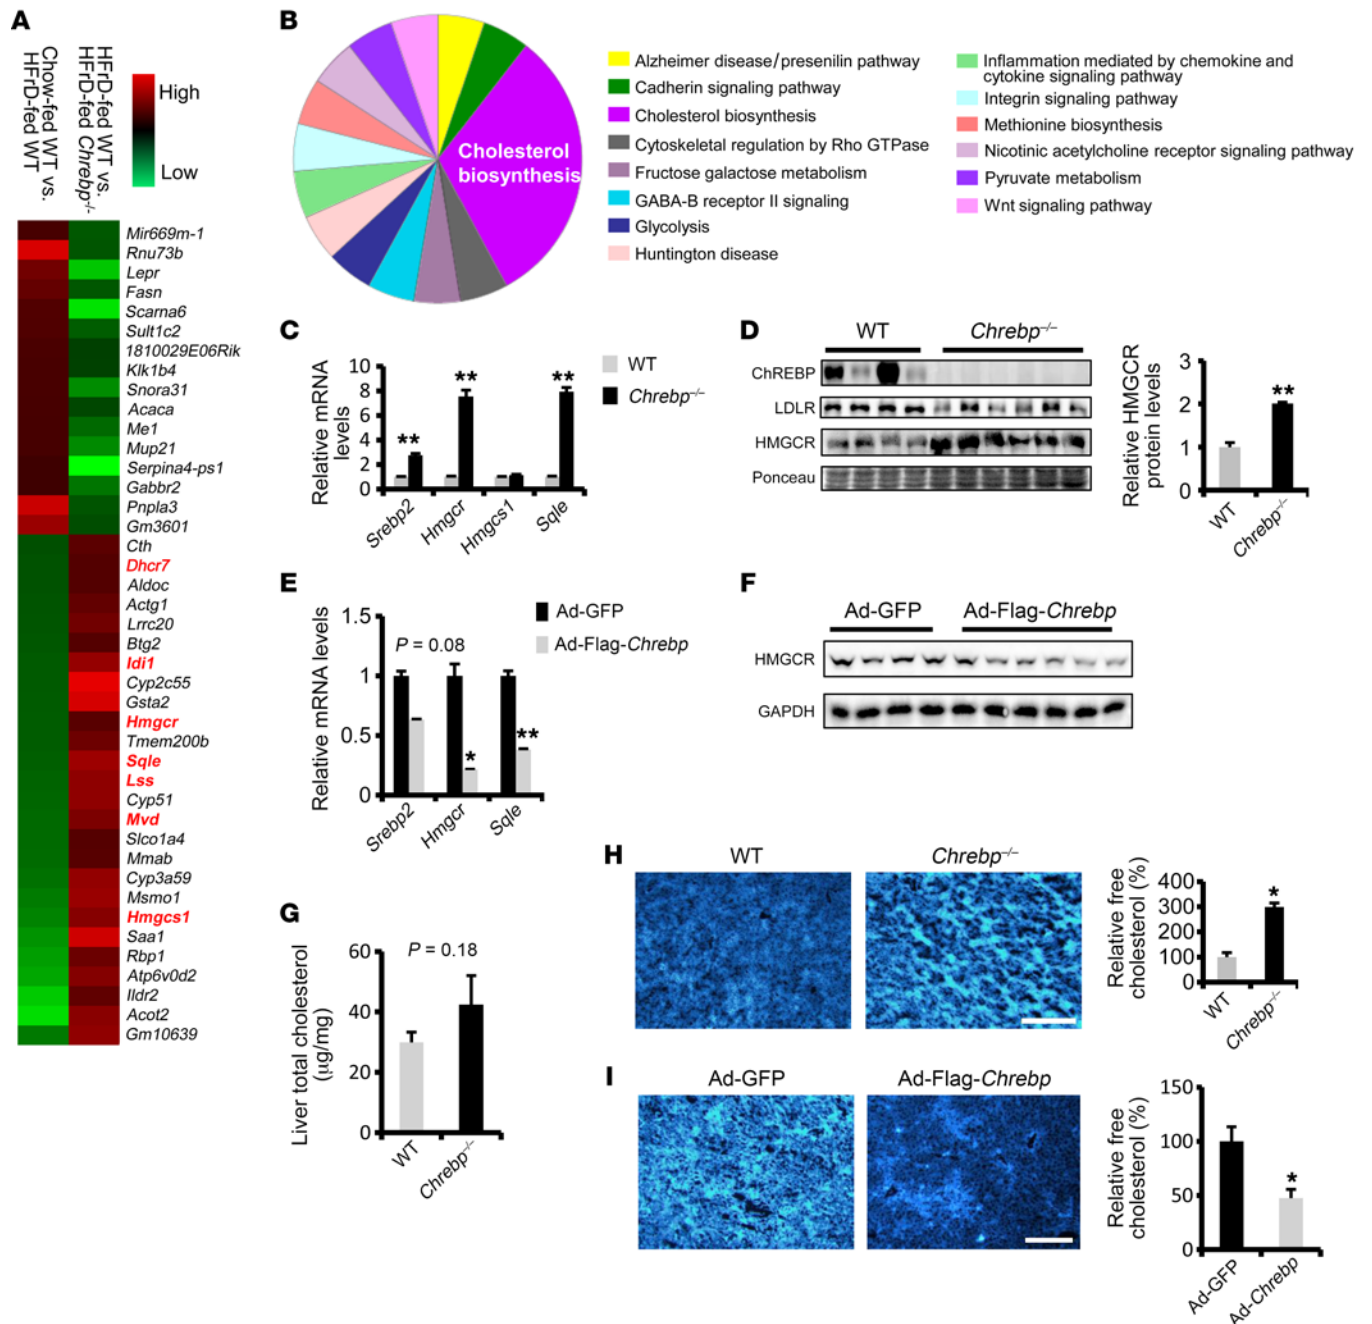 A
Chow-fed WT vs.
HFrD-fed WT
HFrD-fed WT vs.
HFrD-fed Chrebp–/–
High
Low
Mir669m-1
Rnu73b
Lepr
Fasn
Scarna6
Sult1c2
1810029E06Rik
Klk1b4
Snora31
Acaca
Me1
Mup21
Serpina4-ps1
Gabbr2
Pnpla3
Gm3601
Cth
Dhcr7
Aldoc
Actg1
Lrrc20
Btg2
Idi1
Cyp2c55
Gsta2
Hmgcr
Tmem200b
Sqle
Lss
Cyp51
Mvd
Slco1a4
Mmab
Cyp3a59
Msmo1
Hmgcs1
Saa1
Rbp1
Atp6v0d2
Ildr2
Acot2
Gm10639
B
Cholesterol
biosynthesis
Alzheimer disease/presenilin pathway
Cadherin signaling pathway
Cholesterol biosynthesis
Cytoskeletal regulation by Rho GTPase
Fructose galactose metabolism
GABA-B receptor II signaling
Glycolysis
Huntington disease
Inflammation mediated by chemokine and
cytokine signaling pathway
Integrin signaling pathway
Methionine biosynthesis
Nicotinic acetylcholine receptor signaling pathway
Pyruvate metabolism
Wnt signaling pathway
C
Relative mRNA
levels
10
8
6
4
2
0
**
**
**
Srebp2
Hmgcr
Hmgcs1
Sqle
WT
Chrebp–/–
D
WT
Chrebp–/–
ChREBP
LDLR
HMGCR
Ponceau
Relative HMGCR
protein levels
3
2
1
0
**
WT
Chrebp–/–
E
Relative mRNA levels
1.5
1
0.5
0
P = 0.08
*
**
Srebp2
Hmgcr
Sqle
Ad-GFP
Ad-Flag-Chrebp
F
Ad-GFP
Ad-Flag-Chrebp
HMGCR
GAPDH
G
Liver total cholesterol
(µg/mg)
60
40
20
0
P = 0.18
WT
Chrebp–/–
H
WT
Chrebp–/–
Relative free
cholesterol (%)
400
300
200
100
0
*
WT
Chrebp–/–
I
Ad-GFP
Ad-Flag-Chrebp
Relative free
cholesterol (%)
150
100
50
0
*
Ad-GFP
Ad-Chrebp